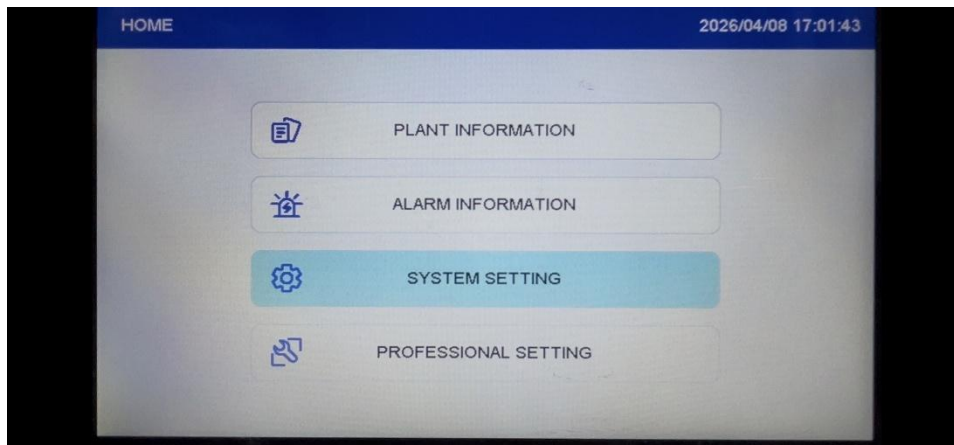 HOME
2026/04/08 17:01:43
PLANT INFORMATION
ALARM INFORMATION
SYSTEM SETTING
PROFESSIONAL SETTING